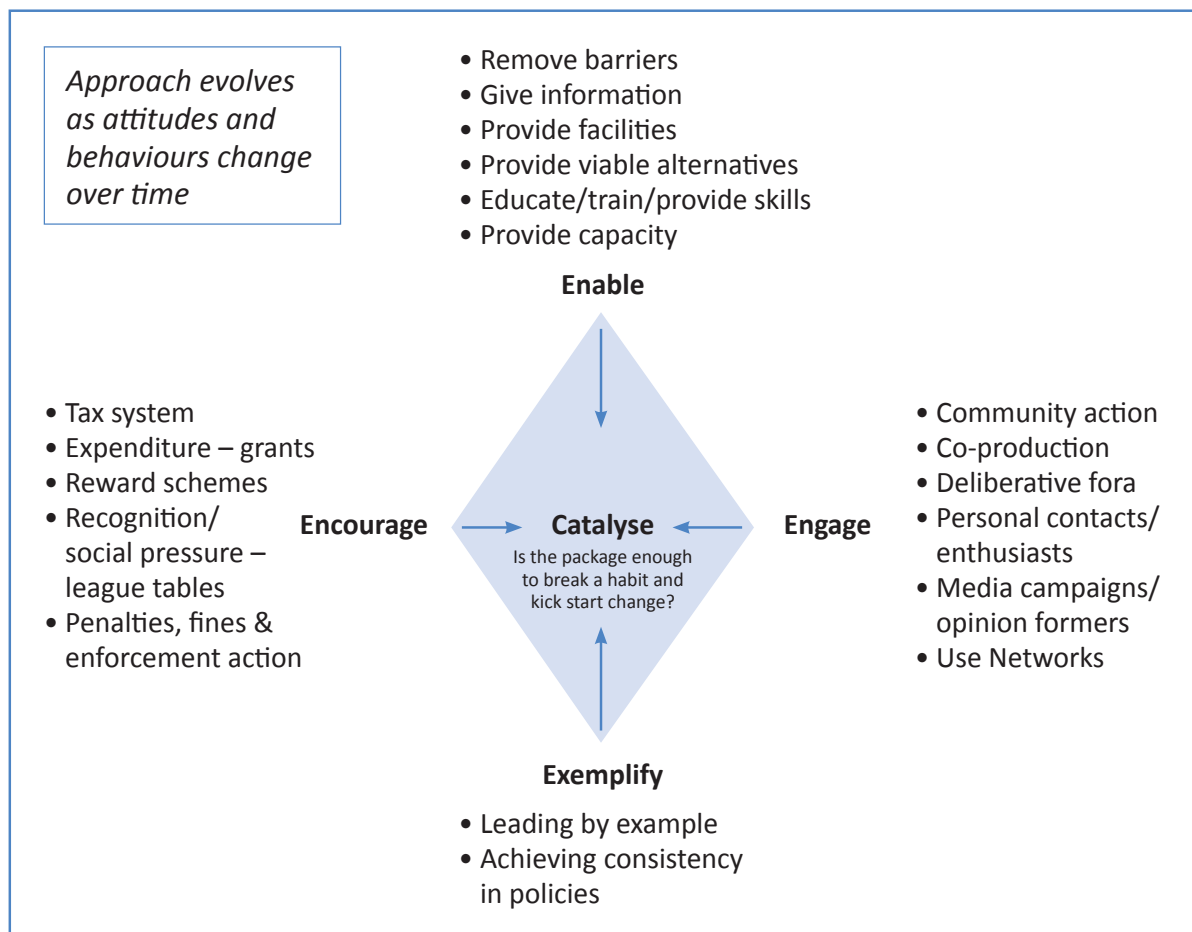 Approach evolves
as attitudes and
behaviours change
over time
• Remove barriers
• Give information
• Provide facilities
• Provide viable alternatives
• Educate/train/provide skills
• Provide capacity
Enable
• Tax system
• Expenditure – grants
• Reward schemes
• Recognition/
social pressure –
league tables
• Penalties, fines &
enforcement action
Encourage
Catalyse
Is the package enough
to break a habit and
kick start change?
Engage
• Community action
• Co-production
• Deliberative fora
• Personal contacts/
enthusiasts
• Media campaigns/
opinion formers
• Use Networks
Exemplify
• Leading by example
• Achieving consistency
in policies